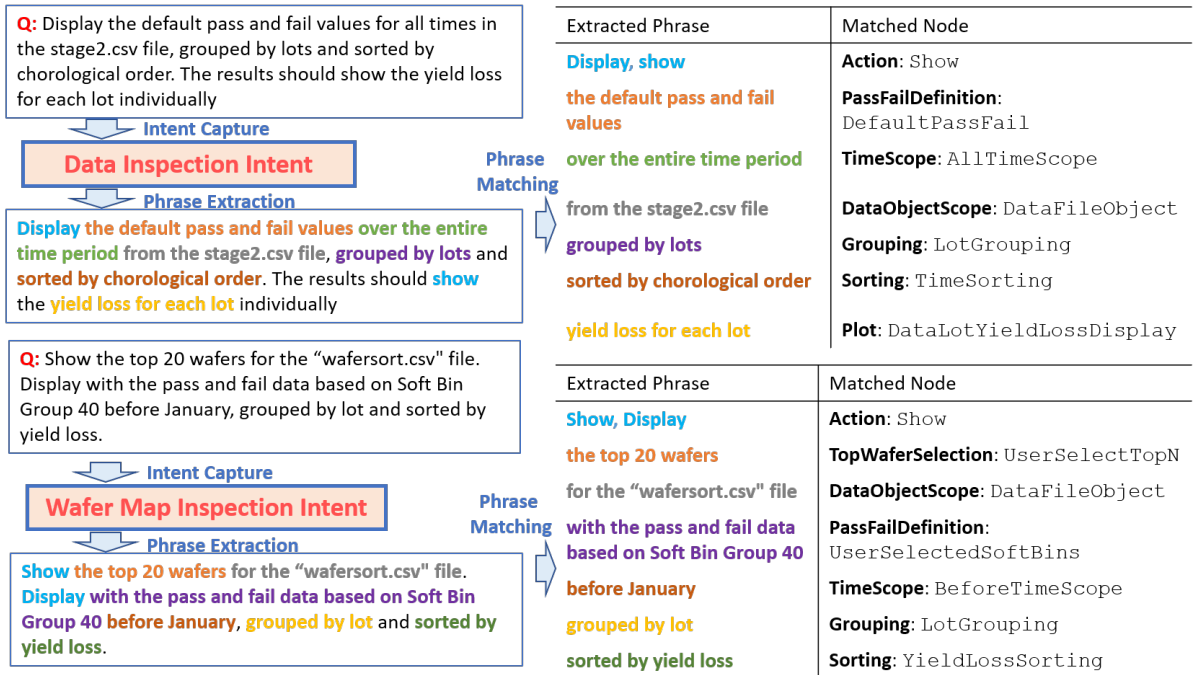 Q: Display the default pass and fail values for all times in
the stage2.csv file, grouped by lots and sorted by
chorological order. The results should show the yield loss
for each lot individually
Intent Capture
Data Inspection Intent
Phrase Extraction
Display the default pass and fail values over the entire
time period from the stage2.csv file, grouped by lots and
sorted by chorological order. The results should show
the yield loss for each lot individually
Phrase
Matching
Extracted Phrase Matched Node
Display, show Action: Show
the default pass and fail PassFailDefinition:
values DefaultPassFail
over the entire time period TimeScope: AllTimeScope
from the stage2.csv file DataObjectScope: DataFileObject
grouped by lots Grouping: LotGrouping
sorted by chorological order Sorting: TimeSorting
yield loss for each lot Plot: DataLotYieldLossDisplay
Q: Show the top 20 wafers for the “wafersort.csv" file.
Display with the pass and fail data based on Soft Bin
Group 40 before January, grouped by lot and sorted by
yield loss.
Intent Capture
Wafer Map Inspection Intent
Phrase Extraction
Show the top 20 wafers for the “wafersort.csv" file.
Display with the pass and fail data based on Soft Bin
Group 40 before January, grouped by lot and sorted by
yield loss.
Phrase
Matching
Extracted Phrase Matched Node
Show, Display Action: Show
the top 20 wafers TopWaferSelection: UserSelectTopN
for the “wafersort.csv" file DataObjectScope: DataFileObject
with the pass and fail data PassFailDefinition:
based on Soft Bin Group 40 UserSelectedSoftBins
before January TimeScope: BeforeTimeScope
grouped by lot Grouping: LotGrouping
sorted by yield loss Sorting: YieldLossSorting